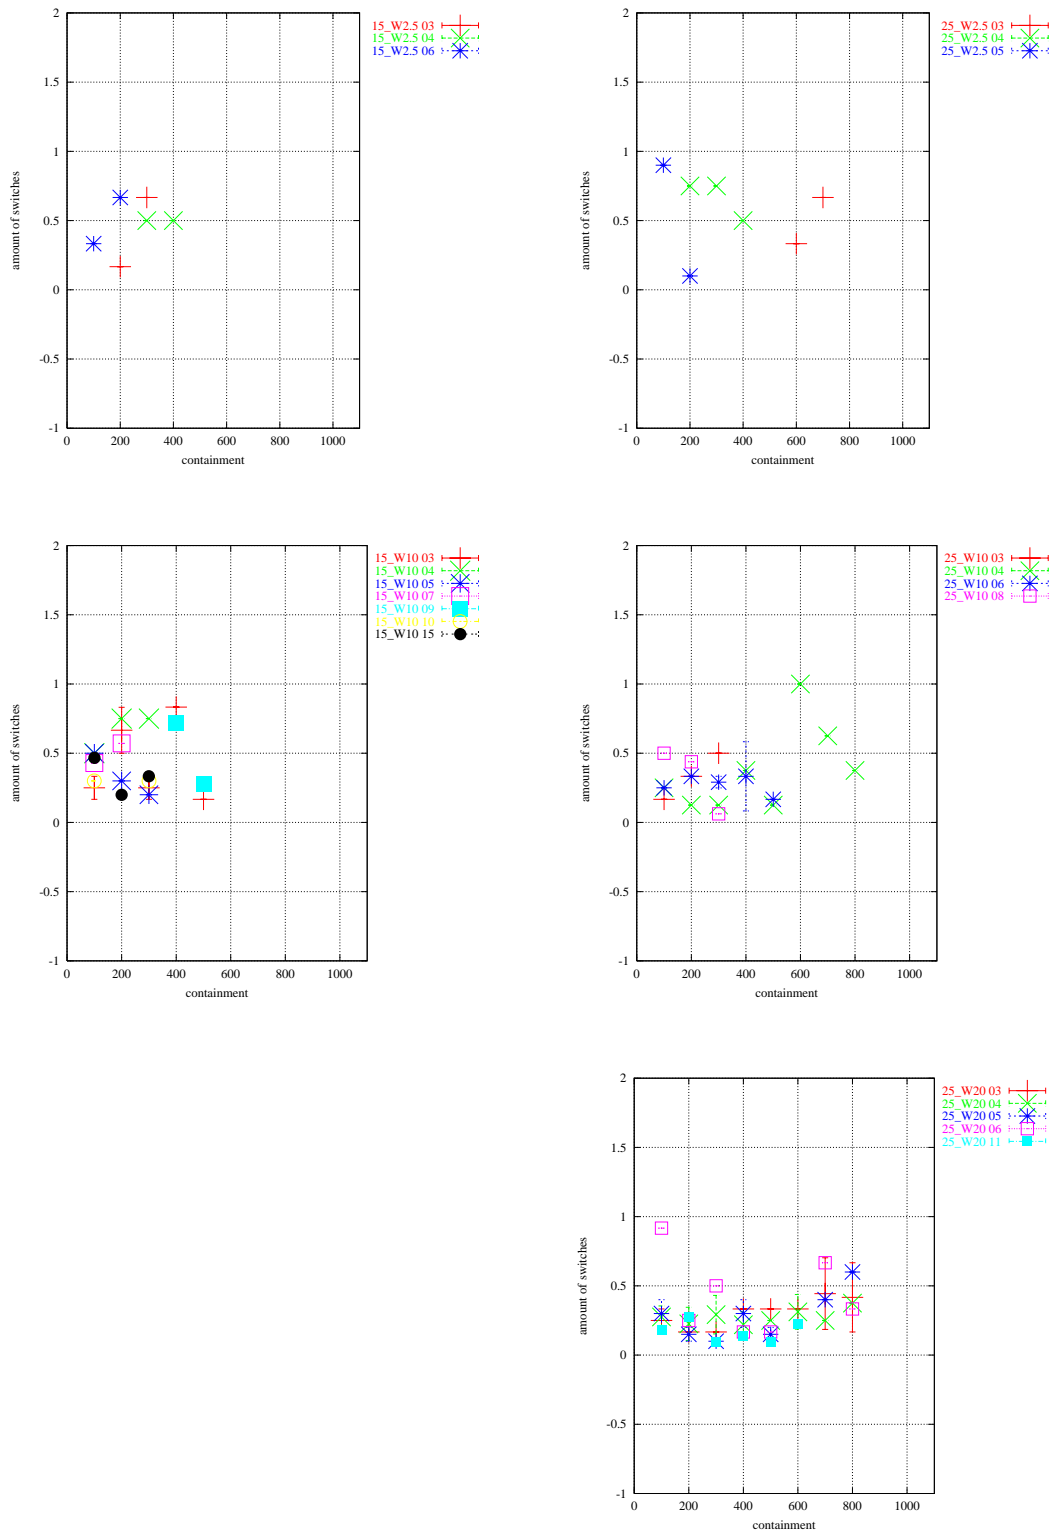 2
1.5
1
0.5
0
-0.5
-1
0 200 400 600 800 1000
amount of switches
containment
15_W2.5 03
15_W2.5 04
15_W2.5 06
2
1.5
1
0.5
0
-0.5
-1
0 200 400 600 800 1000
amount of switches
containment
25_W2.5 03
25_W2.5 04
25_W2.5 05
2
1.5
1
0.5
0
-0.5
-1
0 200 400 600 800 1000
amount of switches
containment
15_W10 03
15_W10 04
15_W10 05
15_W10 07
15_W10 09
15_W10 10
15_W10 15
2
1.5
1
0.5
0
-0.5
-1
0 200 400 600 800 1000
amount of switches
containment
25_W10 03
25_W10 04
25_W10 06
25_W10 08
2
1.5
1
0.5
0
-0.5
-1
0 200 400 600 800 1000
amount of switches
containment
25_W20 03
25_W20 04
25_W20 05
25_W20 06
25_W20 11